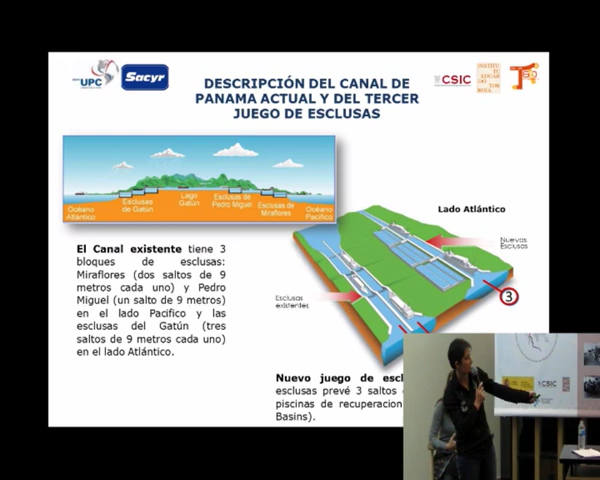 UPC
Sacyr
DESCRIPCIÓN DEL CANAL DE
PANAMA ACTUAL Y DEL TERCER
JUEGO DE ESCLUSAS
CSIC
Océano
Atlántico
Esclusas
de Gatún
Lago
Gatún
Esclusas de
Pedro Miguel
Esclusas de
Miraflores
Océano
Pacífico
Lado Atlántico
Nuevas
Esclusas
3
Esclusas
existentes
El Canal existente tiene 3
bloques de esclusas:
Miraflores (dos saltos de 9
metros cada uno) y Pedro
Miguel (un salto de 9 metros)
en el lado Pacifico y las
esclusas del Gatún (tres
saltos de 9 metros cada uno)
en el lado Atlántico.
Nuevo juego de escl
esclusas prevé 3 saltos
piscinas de recuperacion
Basins).
CSIC